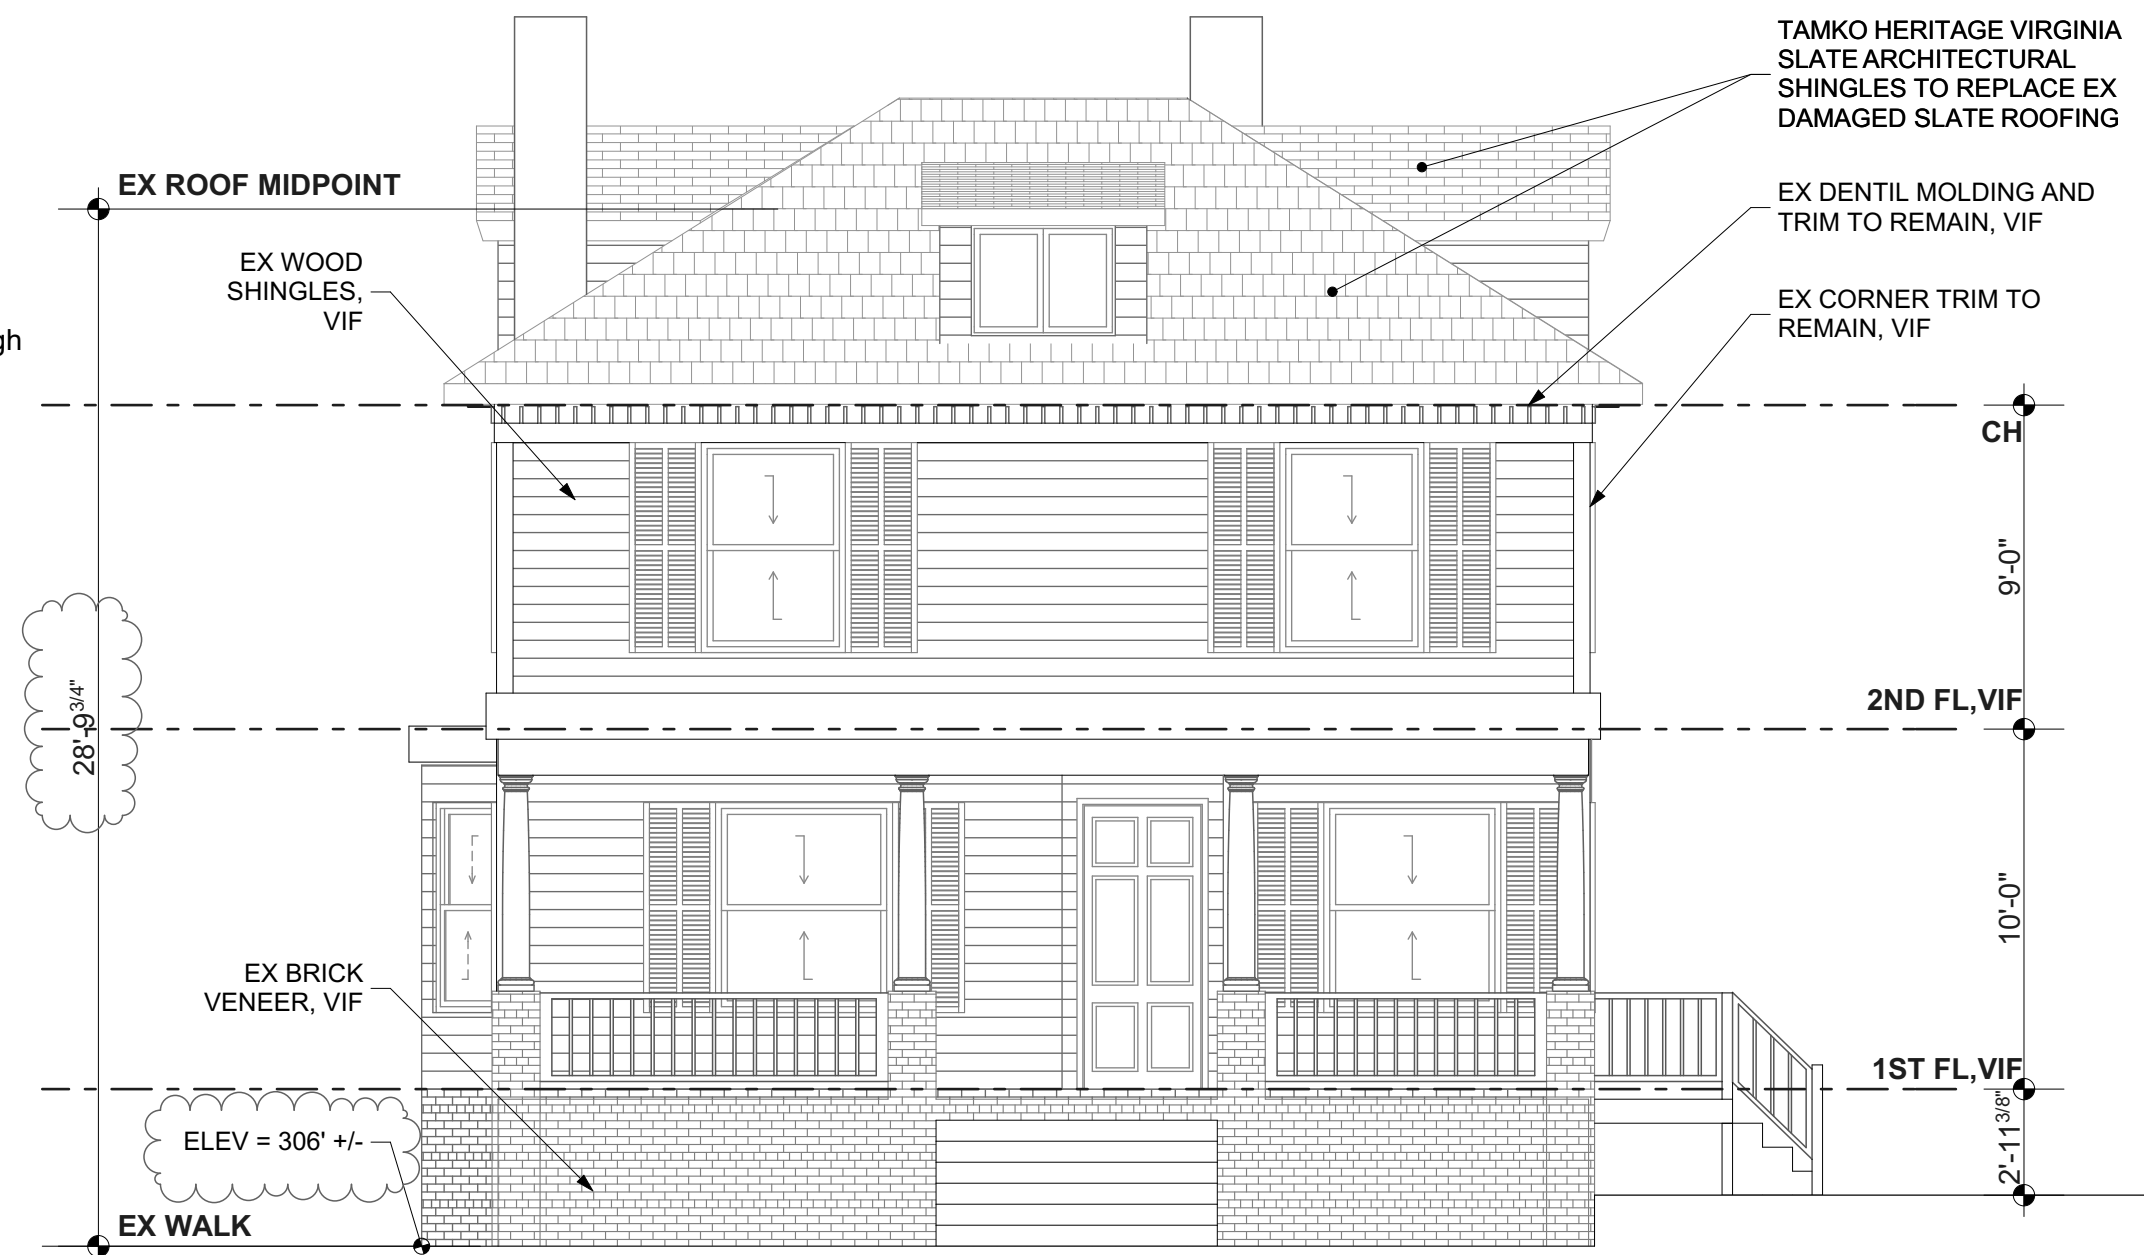 TAMKO HERITAGE VIRGINIA
SLATE ARCHITECTURAL
SHINGLES TO REPLACE EX
DAMAGED SLATE ROOFING
EX ROOF MIDPOINT
EX DENTIL MOLDING AND
TRIM TO REMAIN, VIF
EX WOOD
SHINGLES,
VIF
EX CORNER TRIM TO
REMAIN, VIF
gh
CH
9'-0"
28'-9 3/4"
2ND FL,VIF
10'-0"
EX BRICK
VENEER, VIF
1ST FL,VIF
2'-11 3/8"
ELEV = 306' +/-
EX WALK